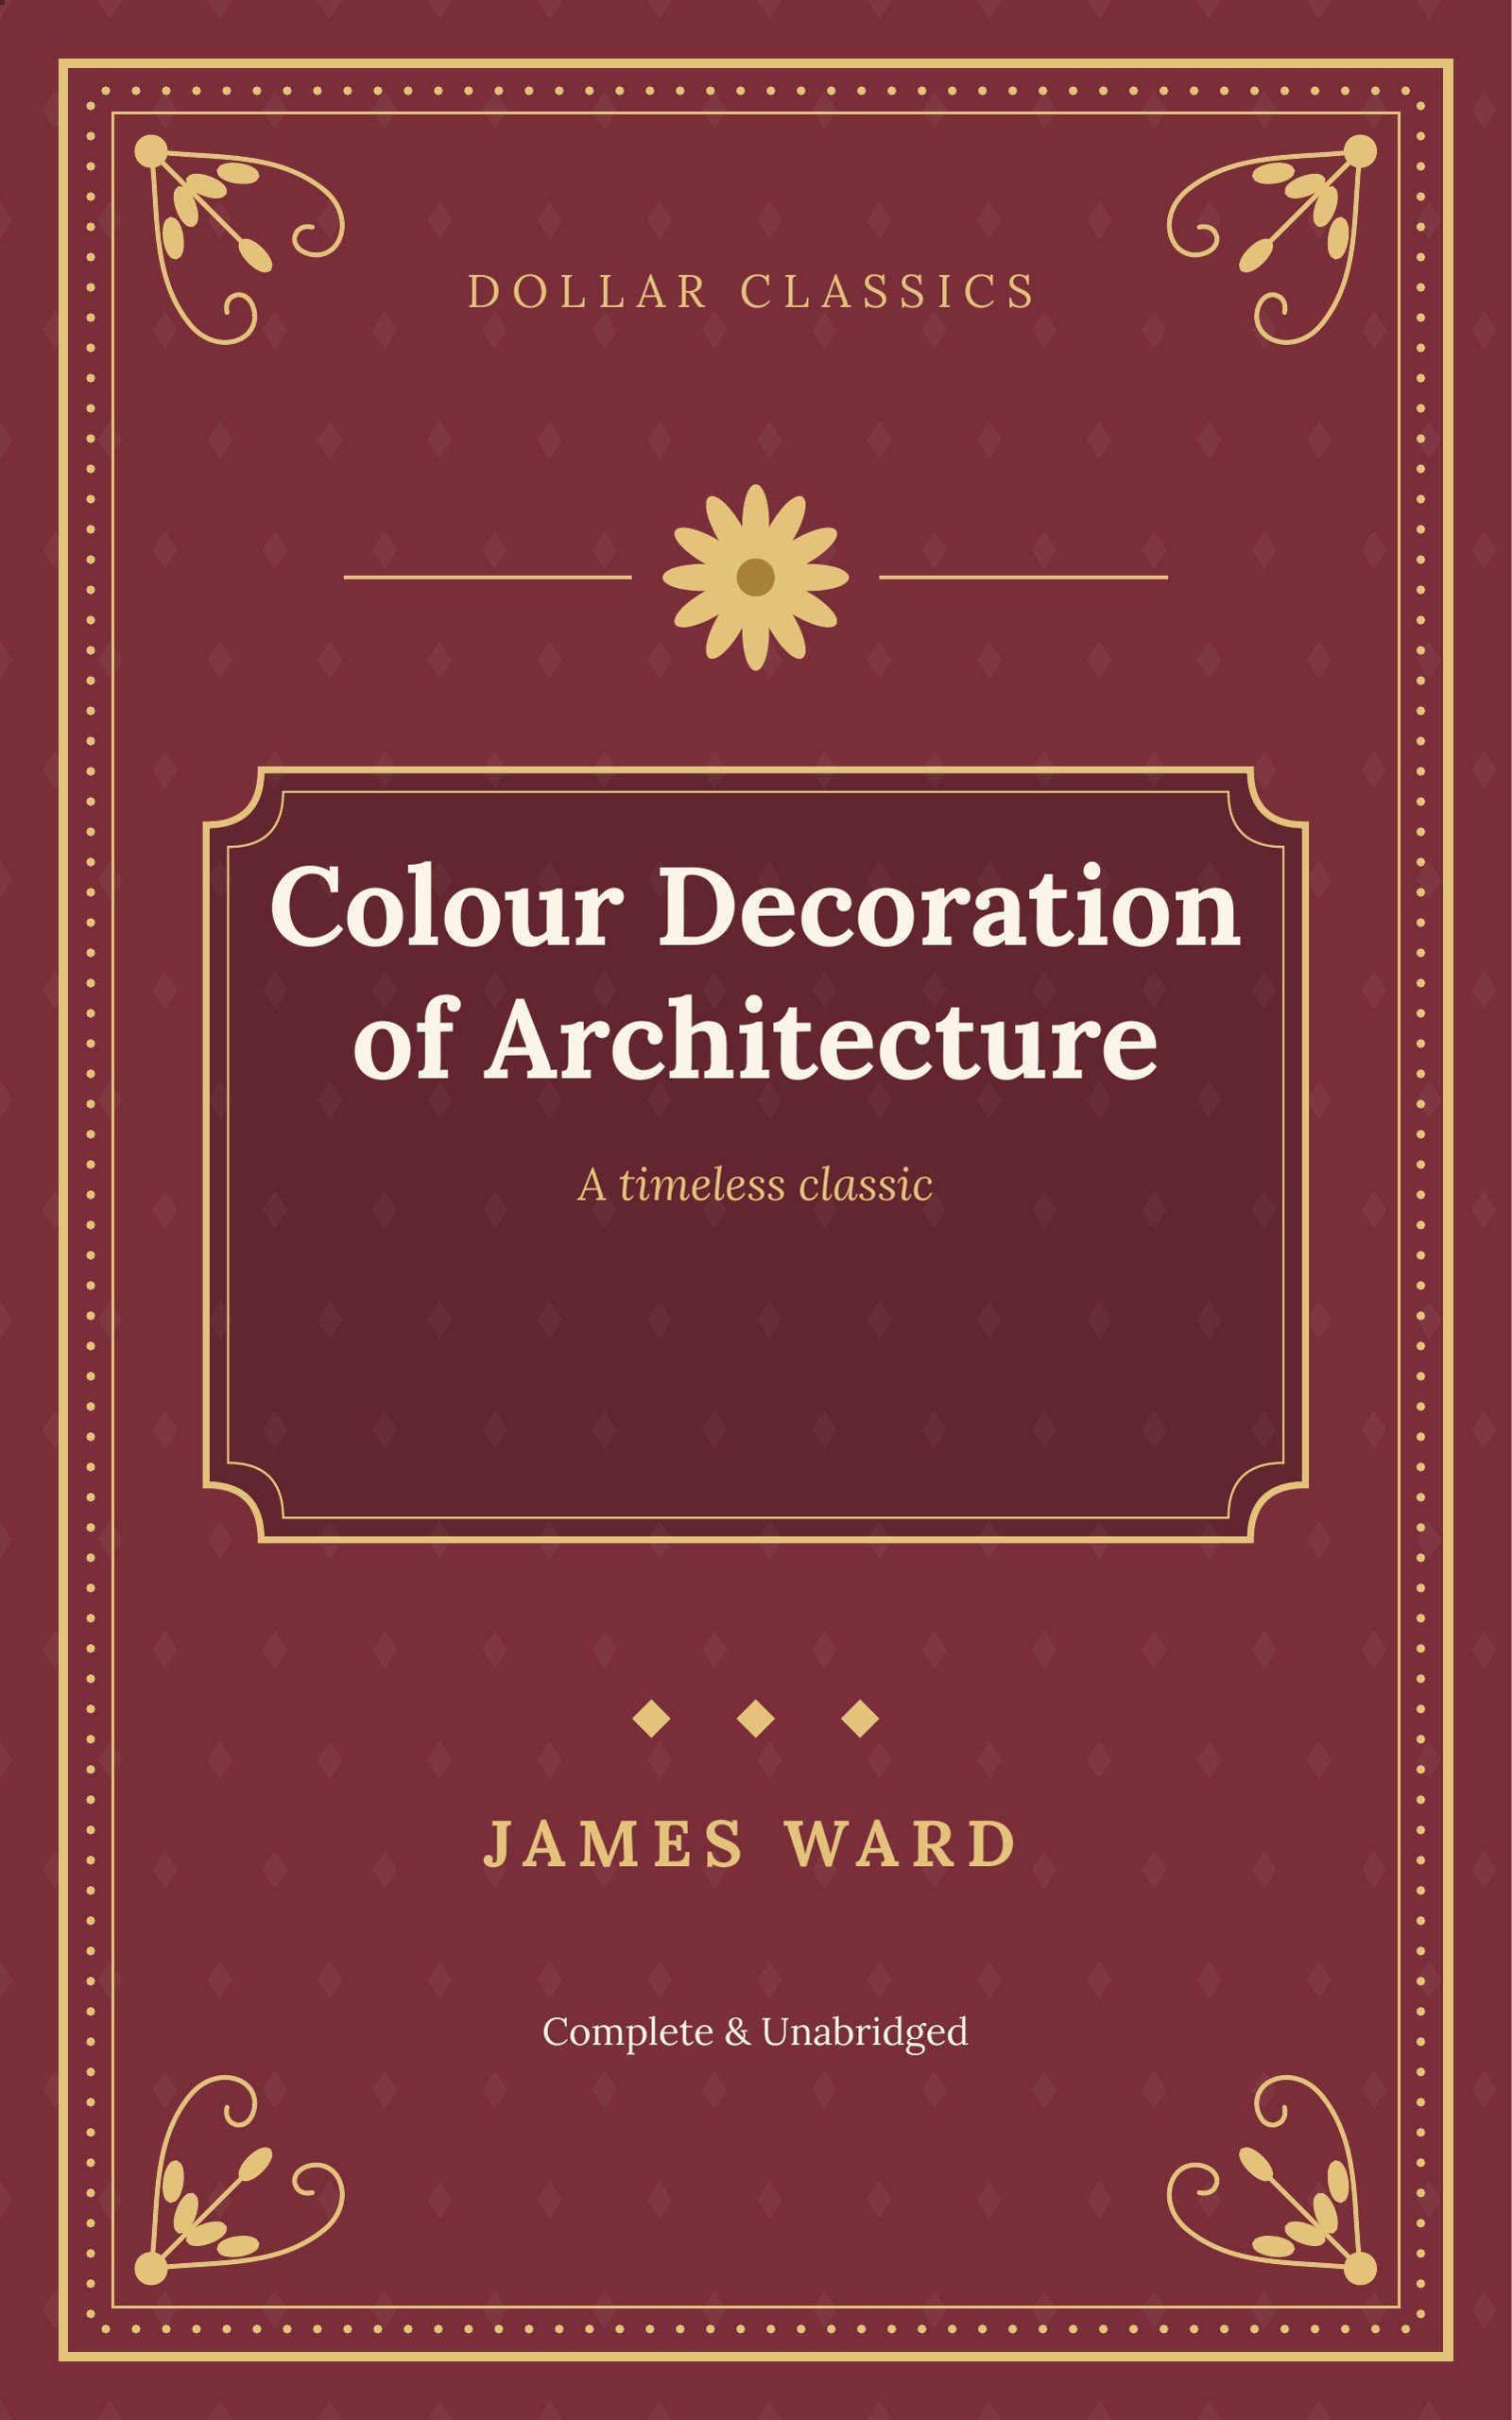 DOLLAR CLASSICS
Colour Decoration
of Architecture
A timeless classic
JAMES WARD
Complete & Unabridged